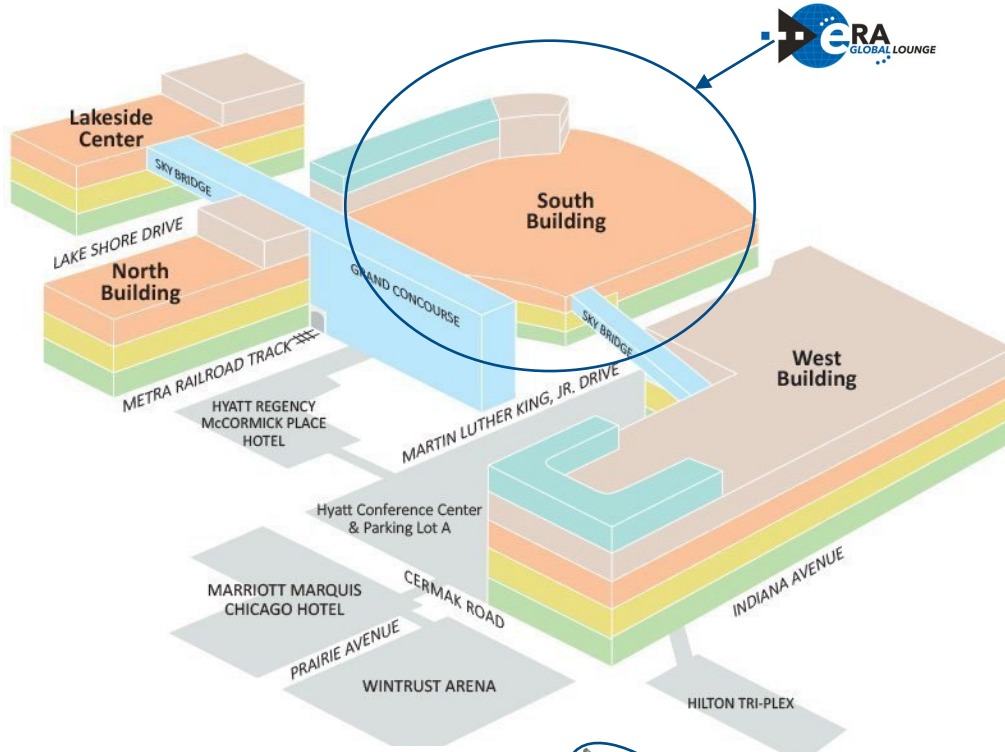 eRA
GLOBAL LOUNGE
Lakeside
Center
SKY BRIDGE
South
Building
LAKE SHORE DRIVE
North
Building
GRAND CONCOURSE
SKY BRIDGE
METRA RAILROAD TRACK
West
Building
HYATT REGENCY
McCORMICK PLACE
HOTEL
MARTIN LUTHER KING, JR. DRIVE
Hyatt Conference Center
& Parking Lot A
CERMAK ROAD
INDIANA AVENUE
MARRIOTT MARQUIS
CHICAGO HOTEL
PRAIRIE AVENUE
WINTRUST ARENA
HILTON TRI-PLEX